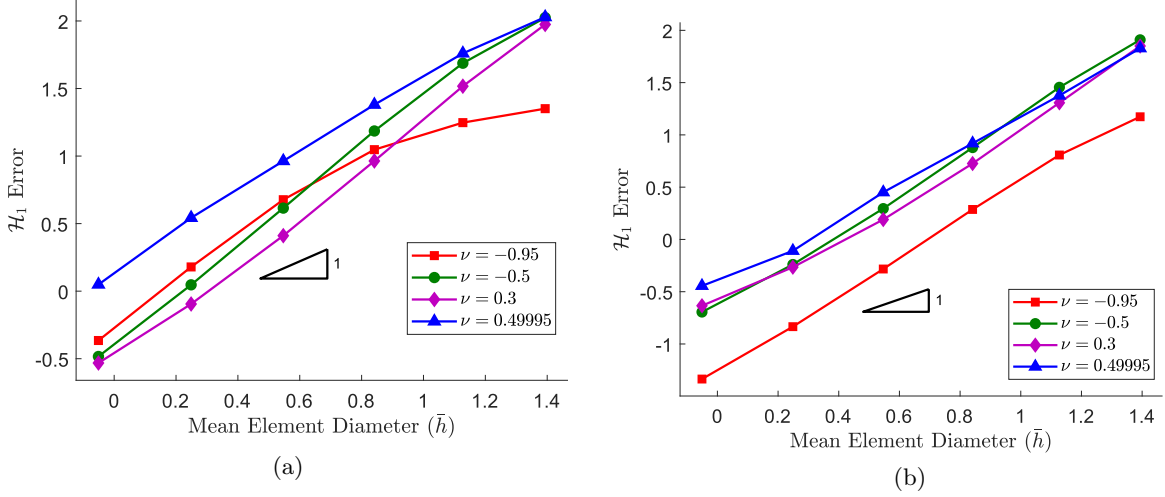 2
1.5
1
0.5
0
-0.5
ℋ₁ Error
0 0.2 0.4 0.6 0.8 1 1.2 1.4
Mean Element Diameter (h̄)
1
ν = −0.95
ν = −0.5
ν = 0.3
ν = 0.49995
(a)
2
1.5
1
0.5
0
-0.5
-1
ℋ₁ Error
0 0.2 0.4 0.6 0.8 1 1.2 1.4
Mean Element Diameter (h̄)
1
ν = −0.95
ν = −0.5
ν = 0.3
ν = 0.49995
(b)